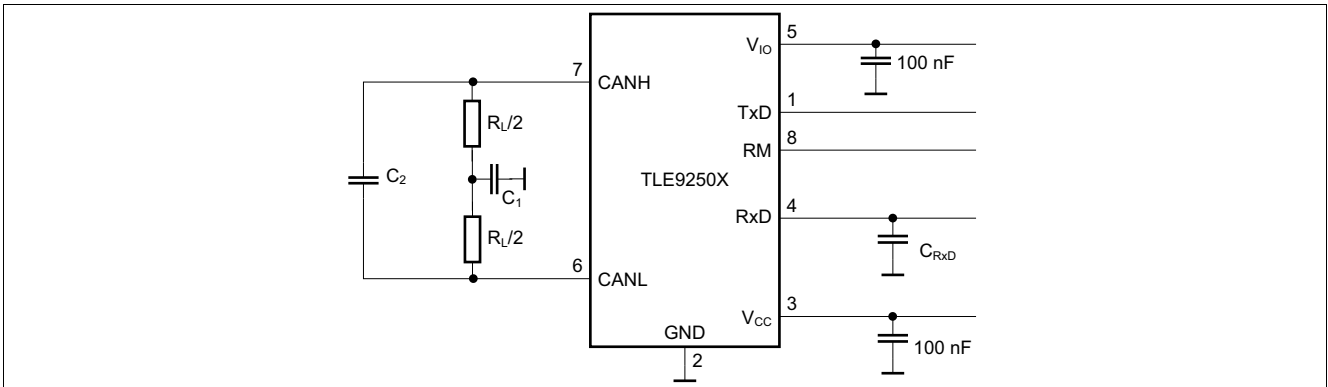 5
V_IO
100 nF
7
CANH
1
TxD
R_L/2
8
RM
C_2
TLE9250X
C_1
4
RxD
R_L/2
C_RxD
6
CANL
3
V_CC
GND
100 nF
2